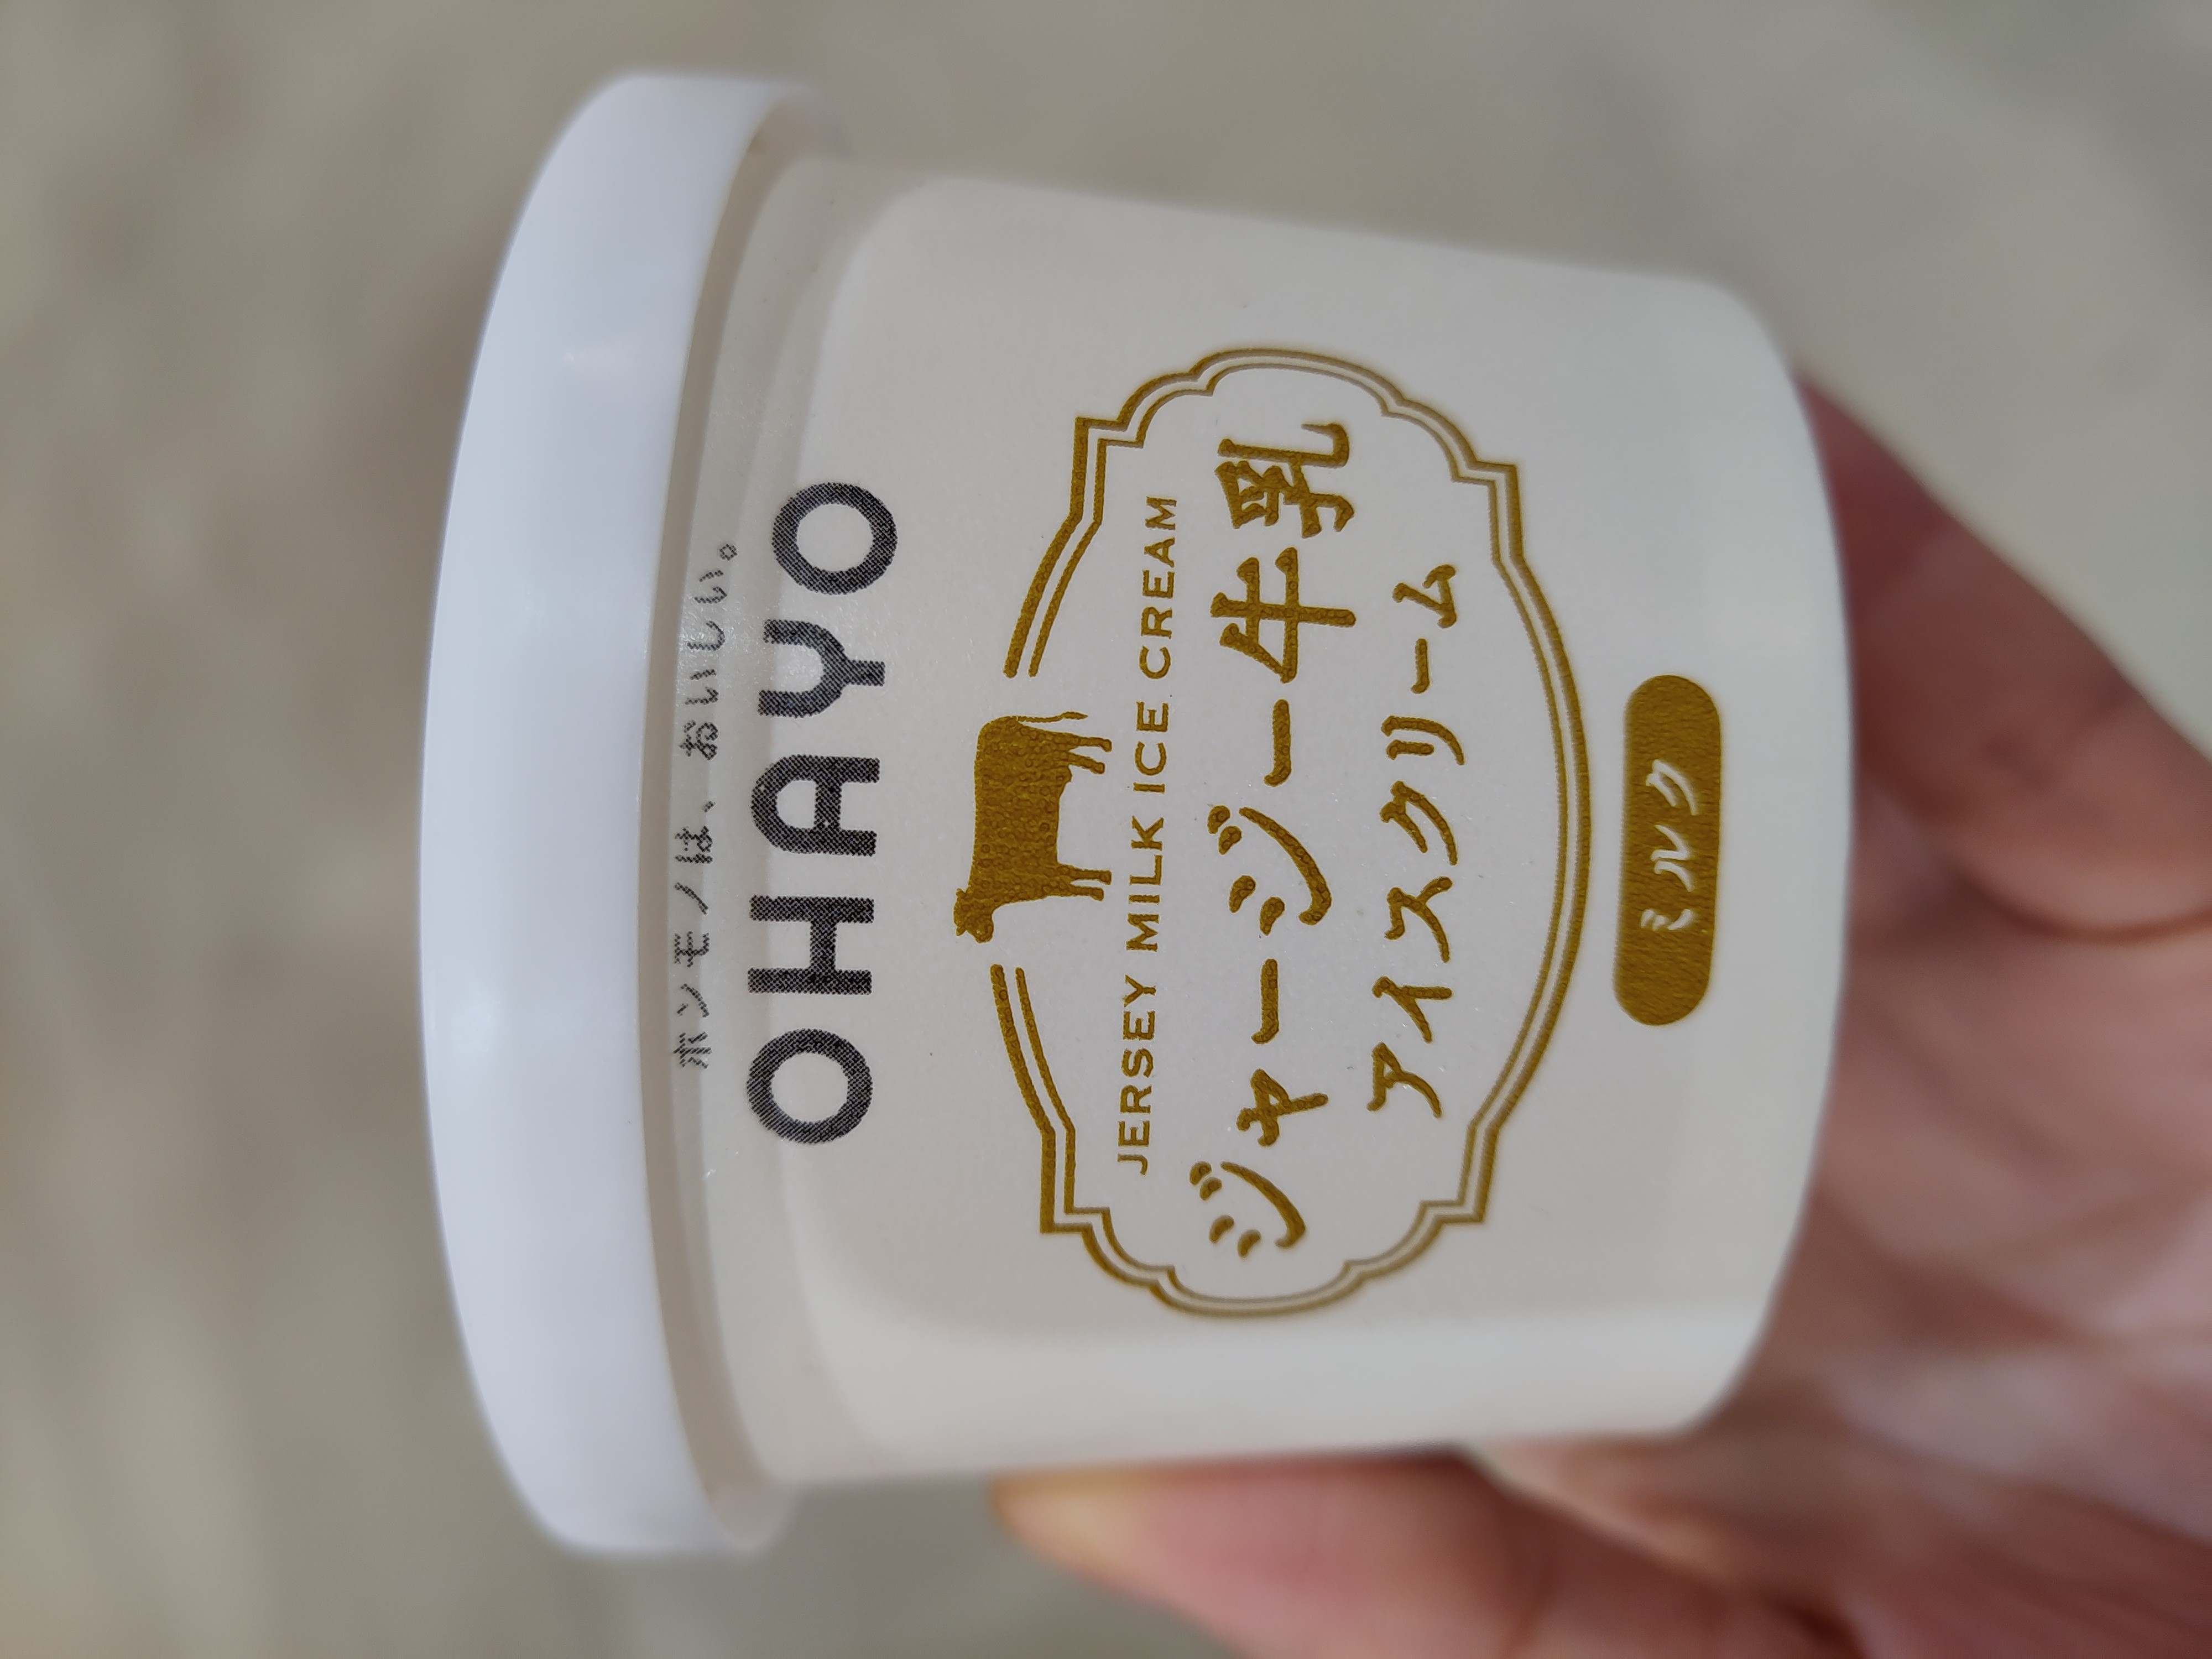 ホンモノは、おいしい。
OHAYO
JERSEY MILK ICE CREAM
ジャージー牛乳
アイスクリーム
ミルク